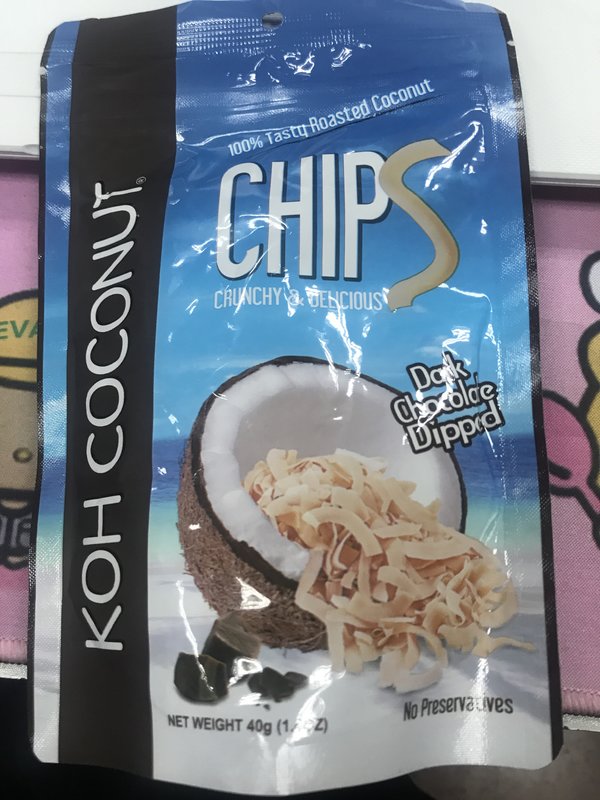 100% Tasty Roasted Coconut
CHIPS
CRUNCHY & DELICIOUS
KOH COCONUT®
Dark
Chocolate
Dipped
NET WEIGHT 40g
No Preservatives